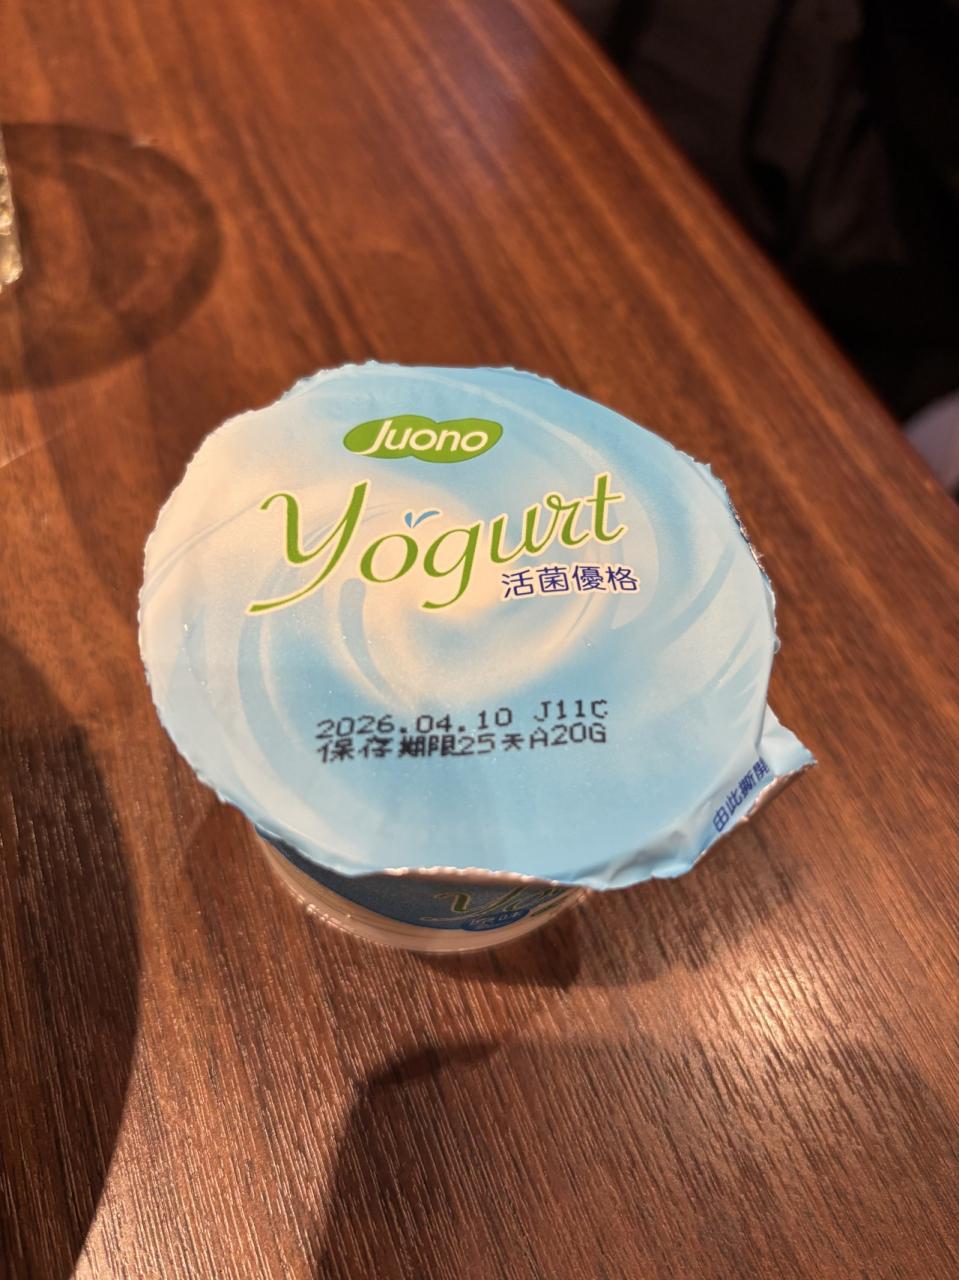 Juono
Yogurt
活菌優格
2026.04.10 J11C
保存期限25天A20G
由此撕開